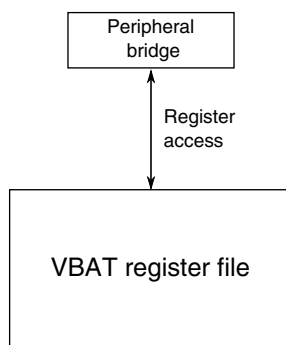 Peripheral
bridge
Register
access
VBAT register file